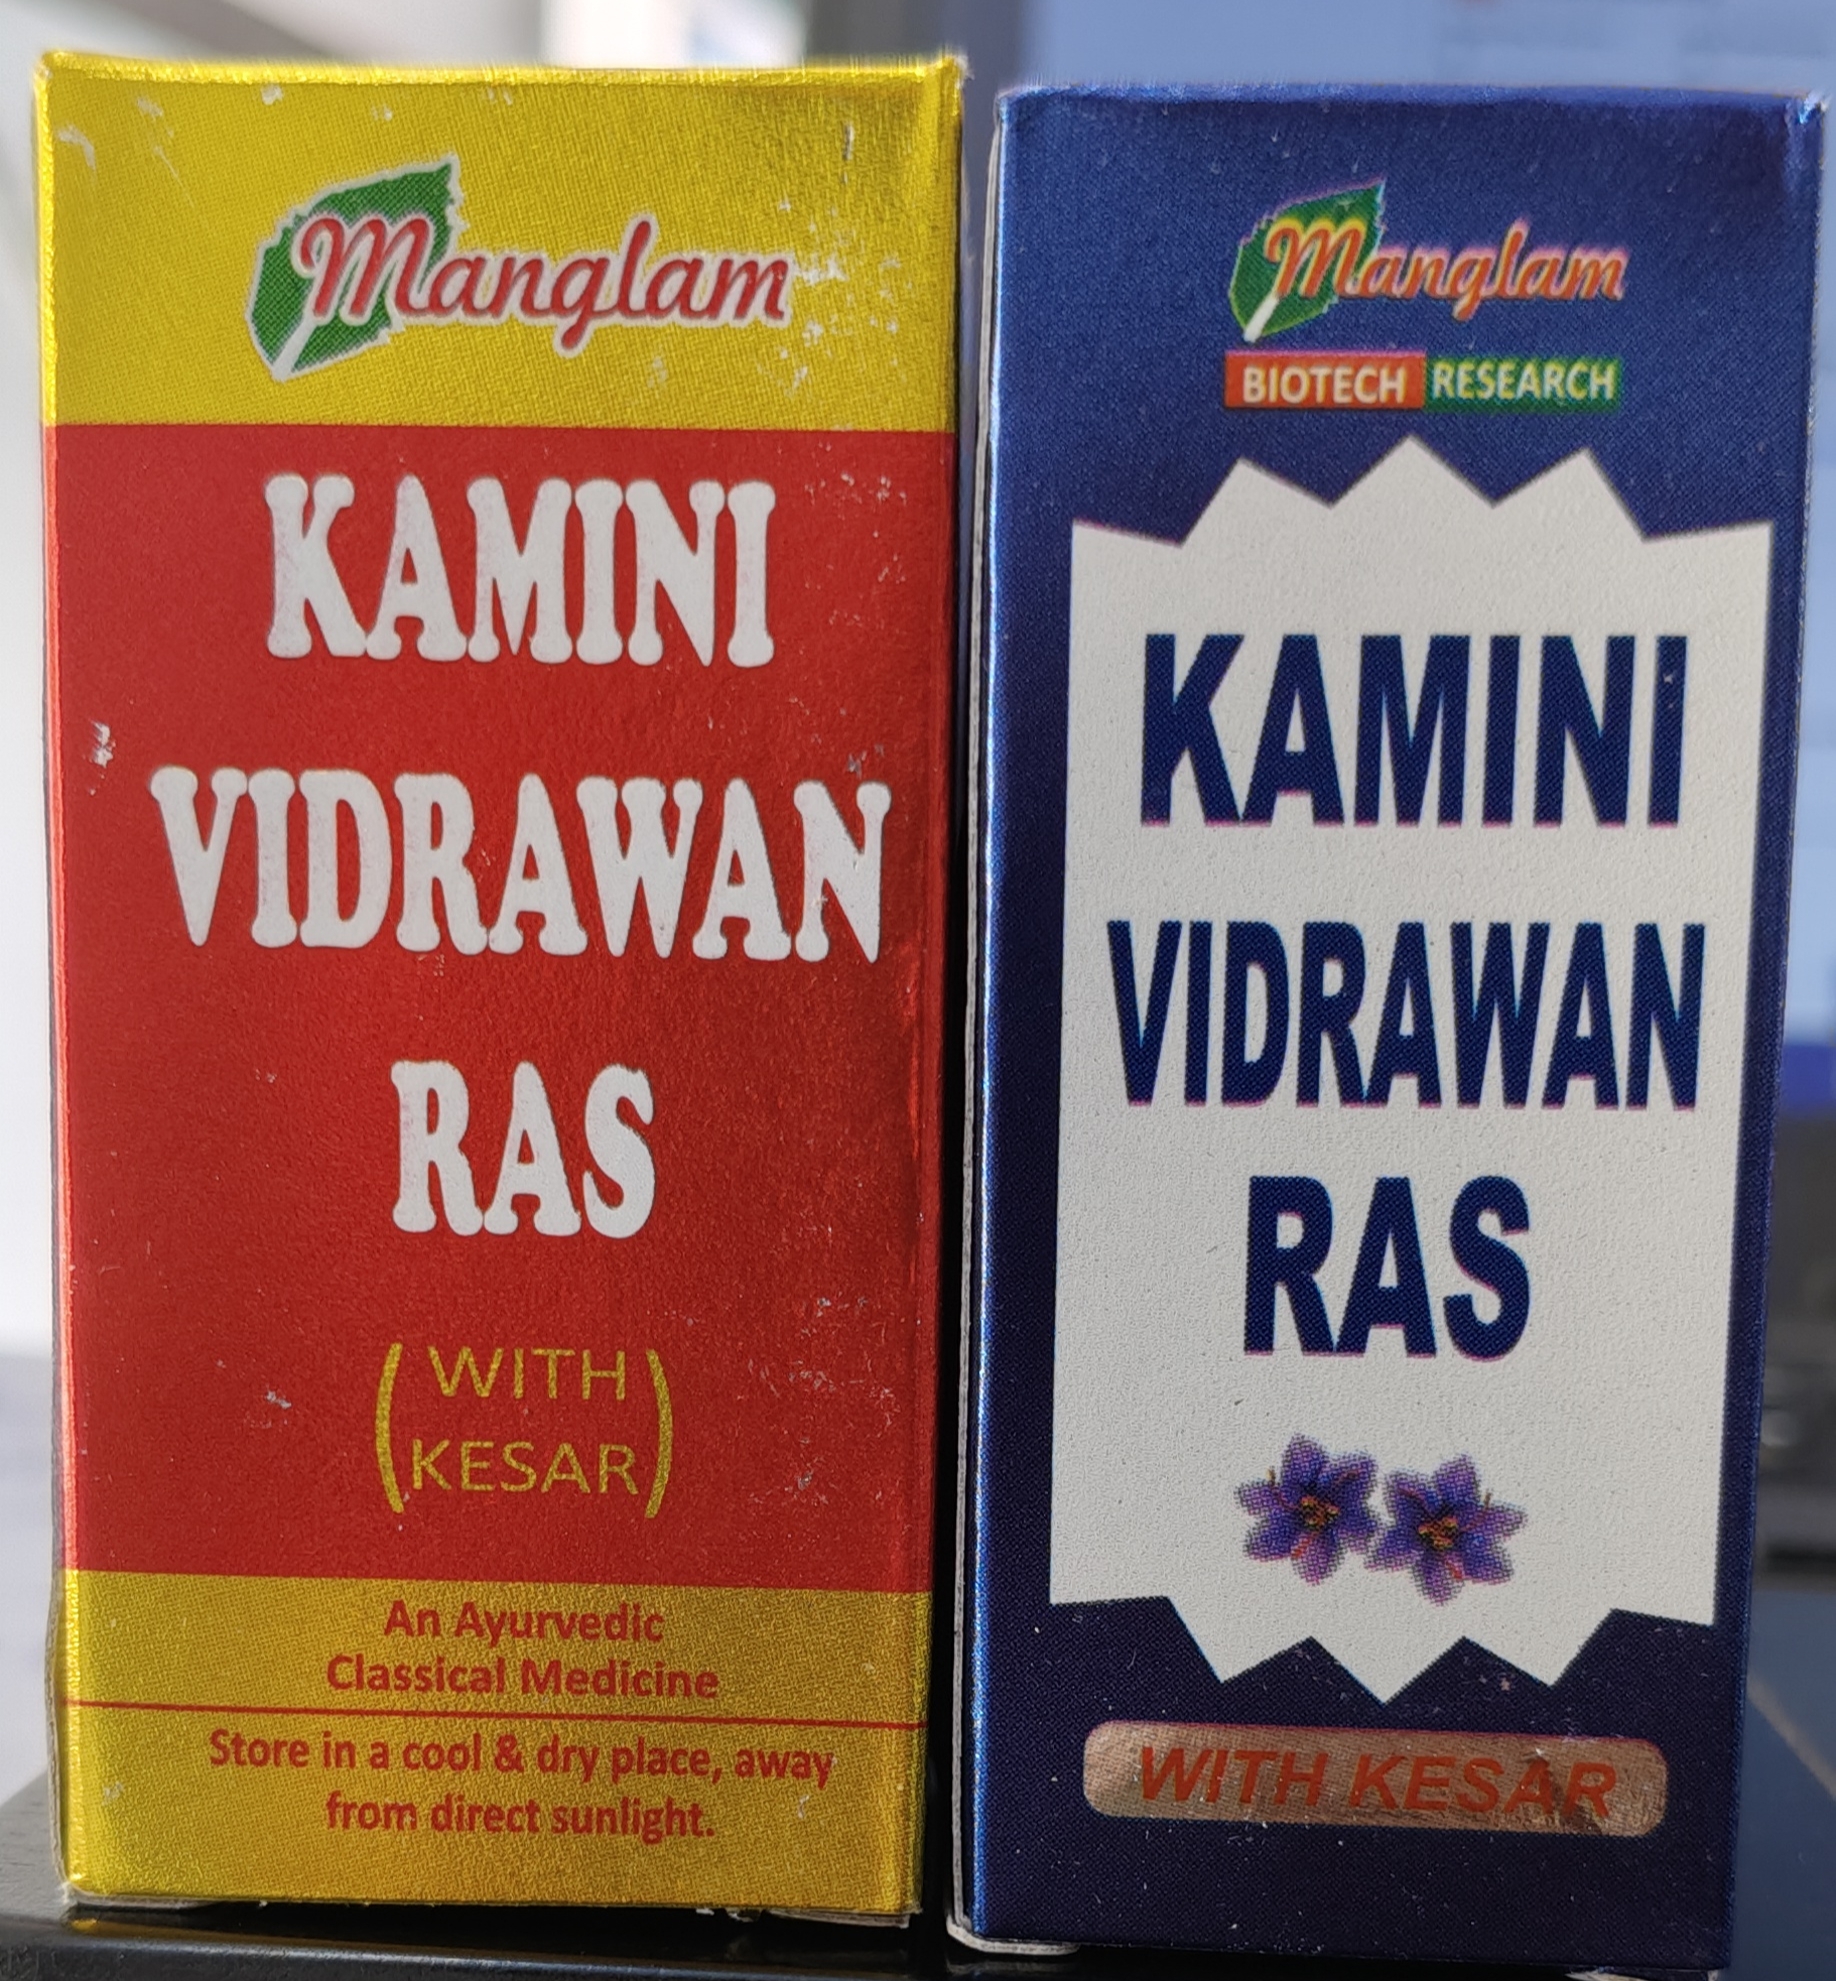 Manglam
KAMINI
VIDRAWAN
RAS
(WITH
KESAR)
An Ayurvedic
Classical Medicine
Store in a cool & dry place, away
from direct sunlight.
Manglam
BIOTECH RESEARCH
KAMINI
VIDRAWAN
RAS
WITH KESAR